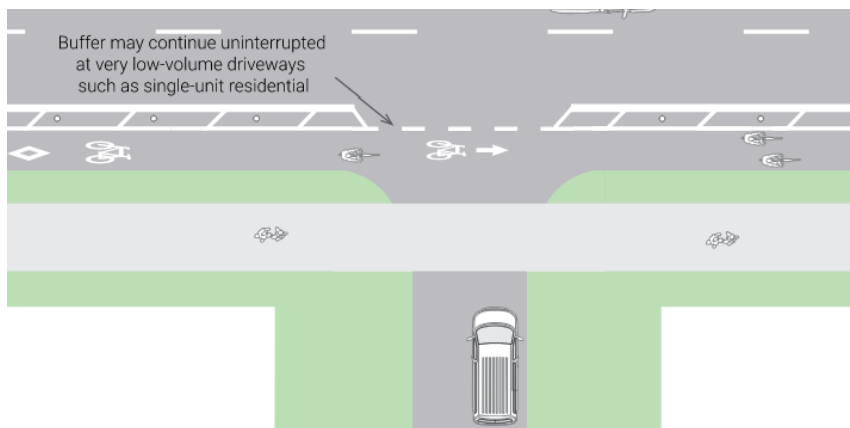 Buffer may continue uninterrupted
at very low-volume driveways
such as single-unit residential